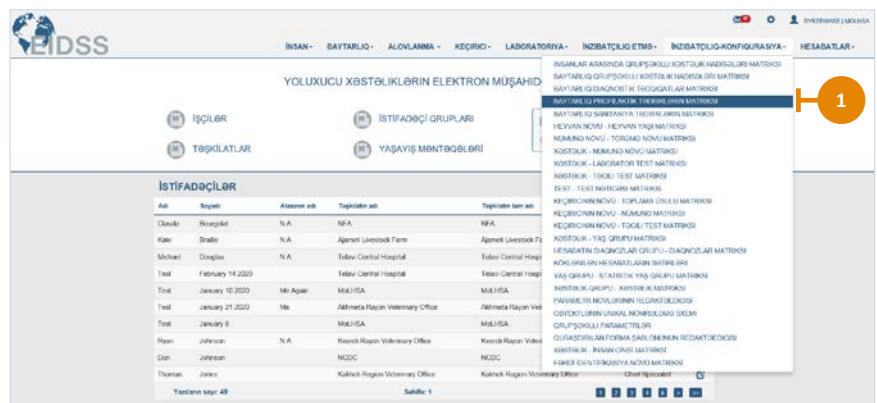 EIDSS
İNSAN
BAYTARLIQ
ALOVLANMA
KEÇİRİCİ
LABORATORİYA
İNZİBATÇILIQ ETMƏ
İNZİBATÇILIQ-KONFİQURASİYA
HESABATLAR
YOLUXUCU XƏSTƏLİKLƏRİN ELEKTRON MÜŞAHİD
İŞÇİLƏR
İSTİFADƏÇİ QRUPLARI
TƏŞKİLATLAR
YAŞAYIŞ MƏNTƏQƏLƏRİ
İNSANLAR ARASINDA QRUPŞƏKİLLİ XƏSTƏLİK HADİSƏLƏRİ MATRİKSİ
BAYTARLIQ QRUPŞƏKİLLİ XƏSTƏLİK HADİSƏLƏRİ MATRİKSİ
BAYTARLIQ DİAQNOSTİK TƏDQİQATLAR MATRİKSİ
BAYTARLIQ PROFİLAKTİK TƏDBİRLƏRİN MATRİKSİ
BAYTARLIQ SANİTARİYA TƏDBİRLƏRİN MATRİKSİ
HEYVAN NÖVÜ - HEYVAN YAŞI MATRİKSİ
NÜMUNƏ NÖVÜ - TÖRƏMƏ NÖVÜ MATRİKSİ
XƏSTƏLİK - NÜMUNƏ NÖVÜ MATRİKSİ
XƏSTƏLİK - LABORATOR TEST MATRİKSİ
XƏSTƏLİK - TƏCİLİ TEST MATRİKSİ
TEST - TEST NƏTİCƏSİ MATRİKSİ
KEÇİRİCİNİN NÖVÜ - TOPLAMA ÜSULU MATRİKSİ
KEÇİRİCİNİN NÖVÜ - NÜMUNƏ MATRİKSİ
KEÇİRİCİNİN NÖVÜ - TƏCİLİ TEST MATRİKSİ
XƏSTƏLİK - YAŞ QRUPU MATRİKSİ
HESABATIN DİAQNOZLAR QRUPU - DİAQNOZLAR MATRİKSİ
KÖKLƏNİLƏN HESABATLARIN SƏTİRLƏRİ
YAŞ QRUPU - STATİSTİK YAŞ QRUPU MATRİKSİ
XƏSTƏLİK QRUPU - XƏSTƏLİK MATRİKSİ
PARAMETR NÖVLƏRİNİN REDAKTƏEDİCİSİ
OBYEKTLƏRİN UNİKAL NÖMRƏLƏMƏ SXEMİ
QRUPŞƏKİLLİ PARAMETRLƏR
QURAŞDIRILAN FORMA ŞABLONUNUN REDAKTƏEDİCİSİ
XƏSTƏLİK - İNSAN CİNSİ MATRİKSİ
FƏRDİ İDENTİFİKASİYA NÖVÜ MATRİKSİ
1
İSTİFADƏÇİLƏR
Adı Soyadı Atasının adı Təşkilatın adı Təşkilatın tam adı
Claude Bourgelat N.A NFA NFA
Kate Braille N.A Ajameti Livestock Farm Ajameti Livestock Fa
Michael Douglas N.A Telavi Central Hospital Telavi Central Hospi
Test February 14 2020 Telavi Central Hospital Telavi Central Hospi
Test January 10 2020 Me Again MoLHSA MoLHSA
Test January 21 2020 Me Akhmeta Rayon Veterinary Office Akhmeta Rayon Vet
Test January 6 MoLHSA MoLHSA
Ryan Johnson N.A Kvareli Rayon Veterinary Office Kvareli Rayon Veter
Don Johnson NCDC NCDC
Thomas Jones Kakheti Region Veterinary Office Kakheti Region Veterinary Office Chief Specialist
Yazıların sayı: 49 Səhifə: 1 1 2 3 4 5 > >>